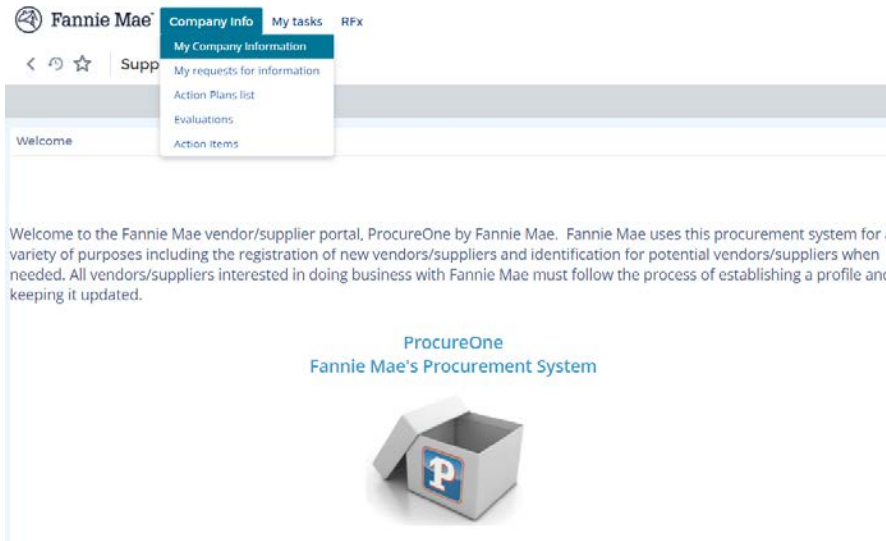 Fannie Mae
Company Info My tasks RFx
My Company Information
Supp
My requests for information
Action Plans list
Evaluations
Welcome
Action Items
Welcome to the Fannie Mae vendor/supplier portal, ProcureOne by Fannie Mae. Fannie Mae uses this procurement system for a
variety of purposes including the registration of new vendors/suppliers and identification for potential vendors/suppliers when
needed. All vendors/suppliers interested in doing business with Fannie Mae must follow the process of establishing a profile and
keeping it updated.
ProcureOne
Fannie Mae's Procurement System
P